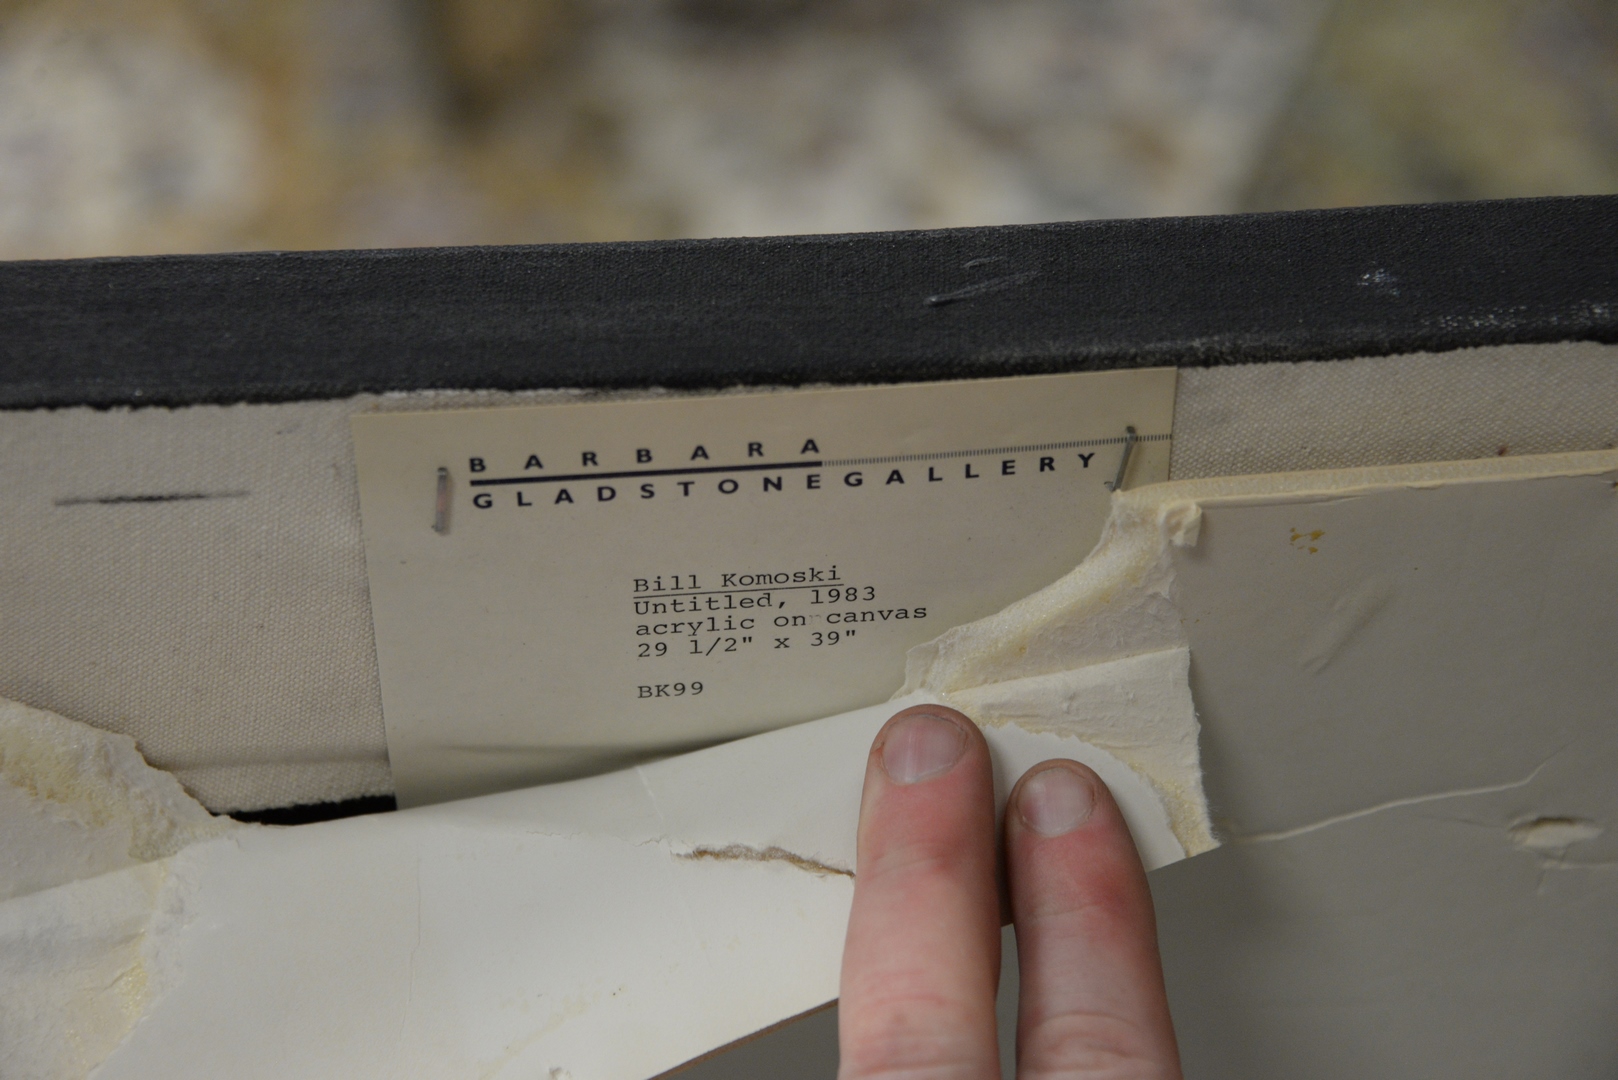 BARBARA
GLADSTONEGALLERY
Bill Komoski
Untitled, 1983
acrylic on canvas
29 1/2" x 39"
BK99